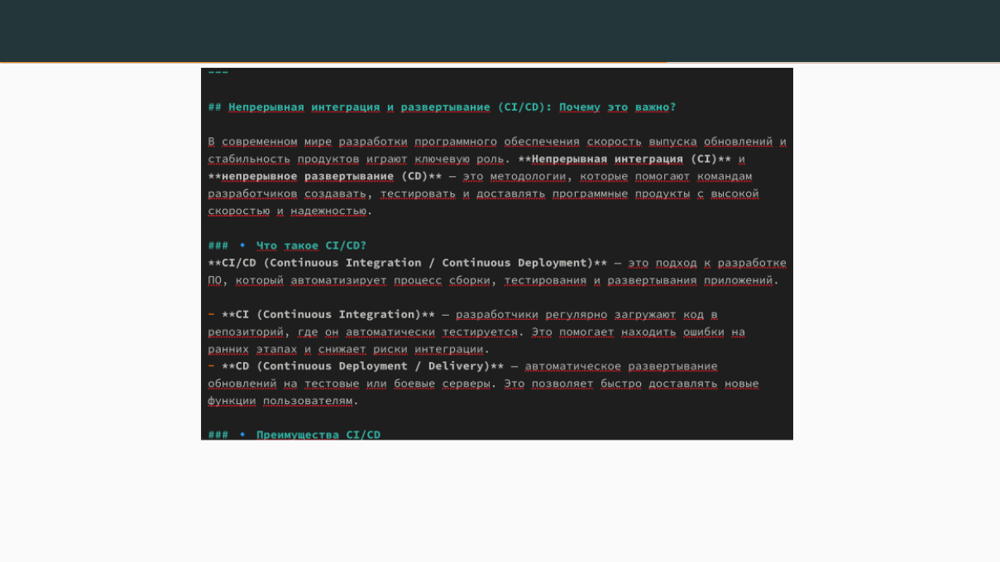 ---
## Непрерывная интеграция и развертывание (CI/CD): Почему это важно?
В современном мире разработки программного обеспечения скорость выпуска обновлений и
стабильность продуктов играют ключевую роль. **Непрерывная интеграция (CI)** и
**непрерывное развертывание (CD)** — это методологии, которые помогают командам
разработчиков создавать, тестировать и доставлять программные продукты с высокой
скоростью и надежностью.
### 🔹 Что такое CI/CD?
**CI/CD (Continuous Integration / Continuous Deployment)** — это подход к разработке
ПО, который автоматизирует процесс сборки, тестирования и развертывания приложений.
- **CI (Continuous Integration)** — разработчики регулярно загружают код в
репозиторий, где он автоматически тестируется. Это помогает находить ошибки на
ранних этапах и снижает риски интеграции.
- **CD (Continuous Deployment / Delivery)** — автоматическое развертывание
обновлений на тестовые или боевые серверы. Это позволяет быстро доставлять новые
функции пользователям.
### 🔹 Преимущества CI/CD